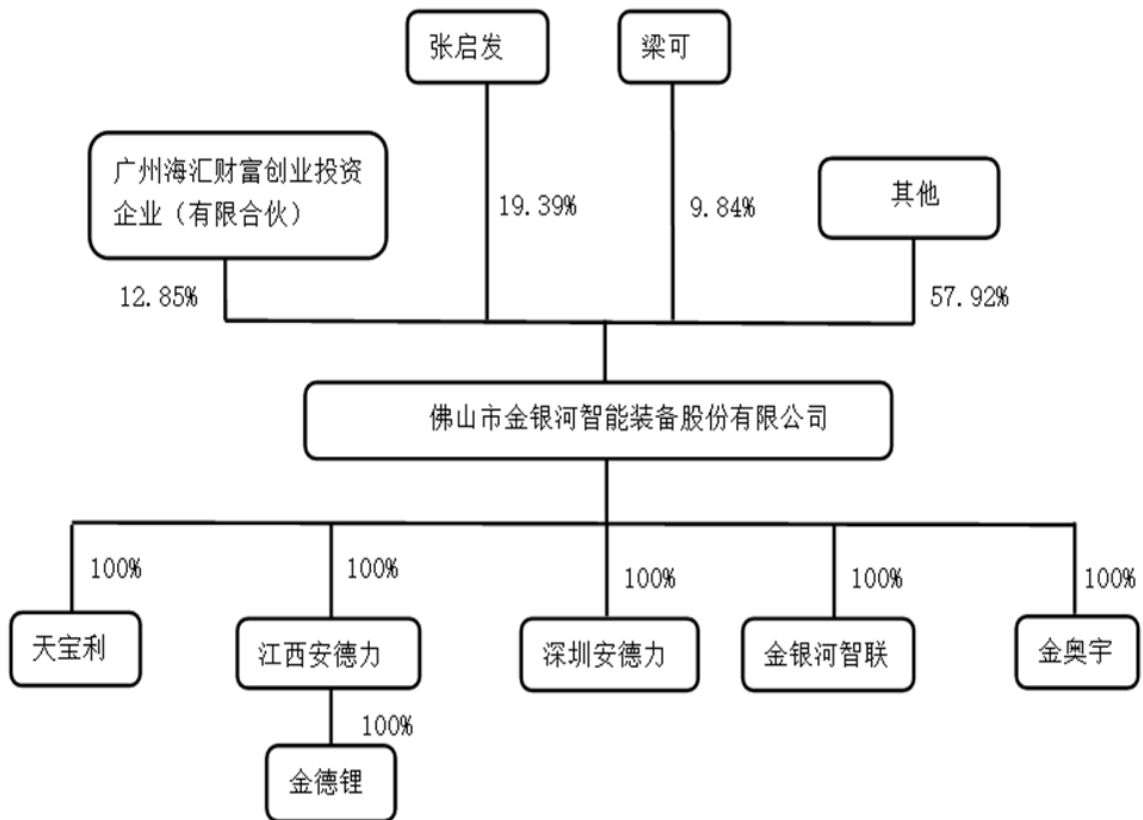 张启发
梁可
广州海汇财富创业投资
企业（有限合伙）
其他
19.39%
9.84%
12.85%
57.92%
佛山市金银河智能装备股份有限公司
100%
100%
100%
100%
100%
天宝利
江西安德力
深圳安德力
金银河智联
金奥宇
100%
金德锂